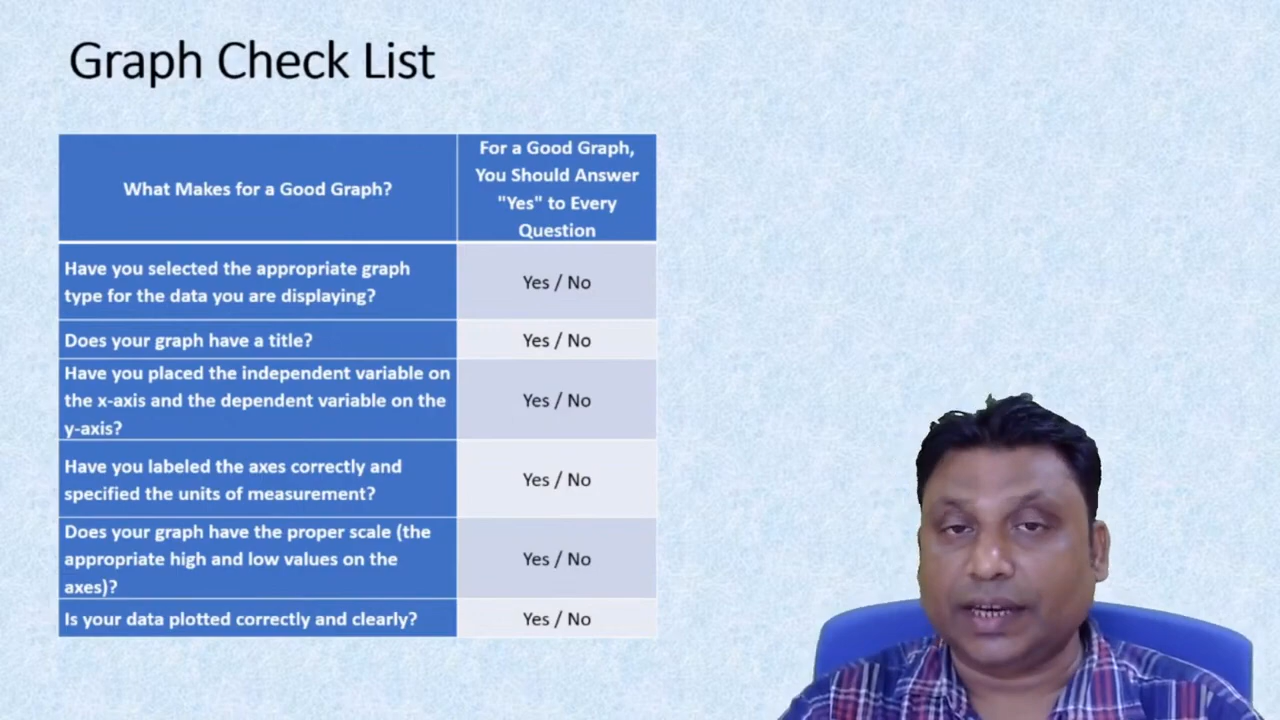 Graph Check List
What Makes for a Good Graph?
For a Good Graph,
You Should Answer
"Yes" to Every
Question
Have you selected the appropriate graph
type for the data you are displaying?
Yes / No
Does your graph have a title?
Yes / No
Have you placed the independent variable on
the x-axis and the dependent variable on the
y-axis?
Yes / No
Have you labeled the axes correctly and
specified the units of measurement?
Yes / No
Does your graph have the proper scale (the
appropriate high and low values on the
axes)?
Yes / No
Is your data plotted correctly and clearly?
Yes / No